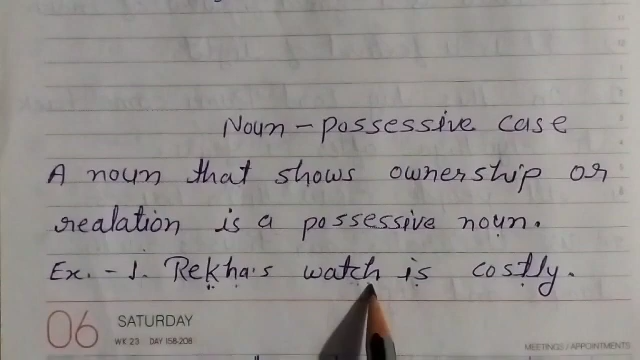 Noun - possessive case
A noun that shows ownership or
realation is a possessive noun.
Ex. - 1. Rekha's watch is costly.
06 SATURDAY
WK 23 DAY 158-208
MEETINGS / APPOINTMENTS